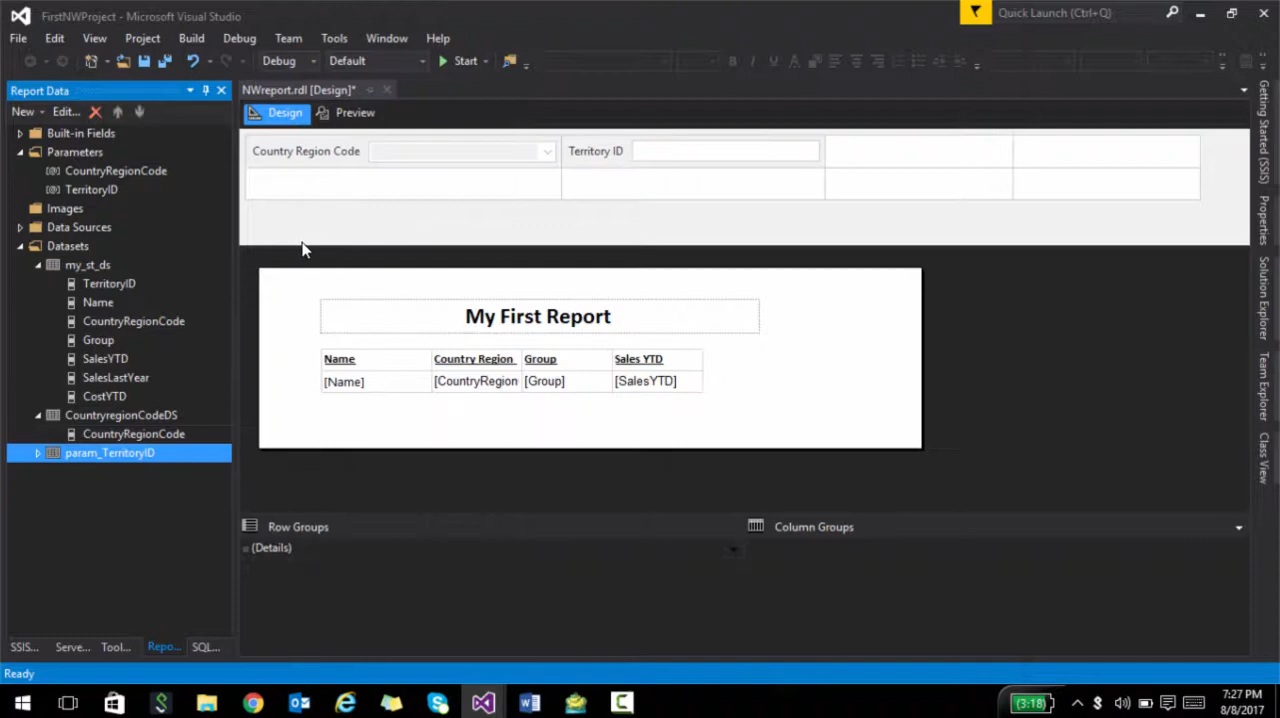 FirstNWProject - Microsoft Visual Studio
Quick Launch (Ctrl+Q)
File Edit View Project Build Debug Team Tools Window Help
Debug Default Start
B I U A
Report Data
NWreport.rdl [Design]*
New Edit...
Design Preview
Built-in Fields
Parameters
CountryRegionCode
TerritoryID
Images
Data Sources
Datasets
my_st_ds
TerritoryID
Name
CountryRegionCode
Group
SalesYTD
SalesLastYear
CostYTD
CountryregionCodeDS
CountryRegionCode
param_TerritoryID
Country Region Code
Territory ID
My First Report
Name Country Region Group Sales YTD
[Name] [CountryRegion [Group] [SalesYTD]
Row Groups
Column Groups
(Details)
Getting Started (SSIS)
Properties
Solution Explorer
Team Explorer
Class View
SSIS... Serve... Tool... Repo... SQL...
Ready
(3:18)
7:27 PM
8/8/2017